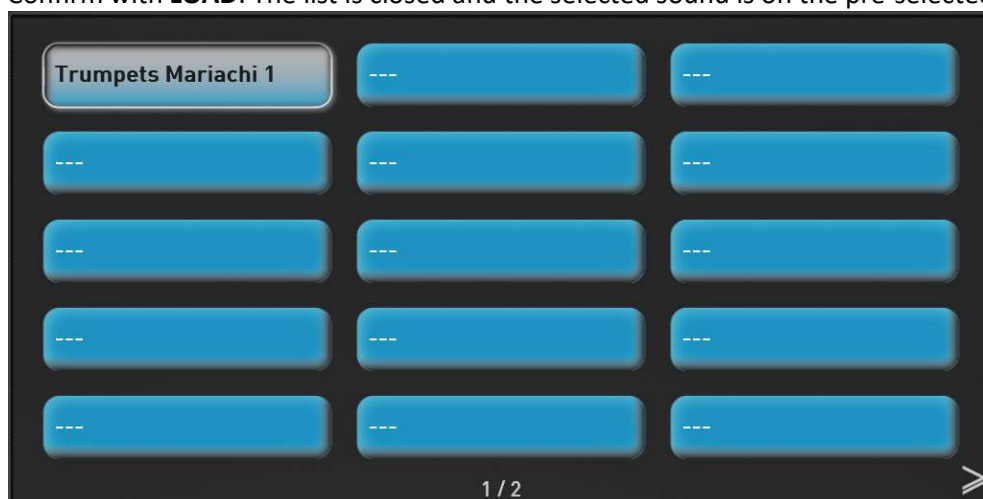 Confirm with LOAD. The list is closed and the selected sound is on the pre-selected
Trumpets Mariachi 1 --- ---
--- --- ---
--- --- ---
--- --- ---
--- --- ---
1 / 2